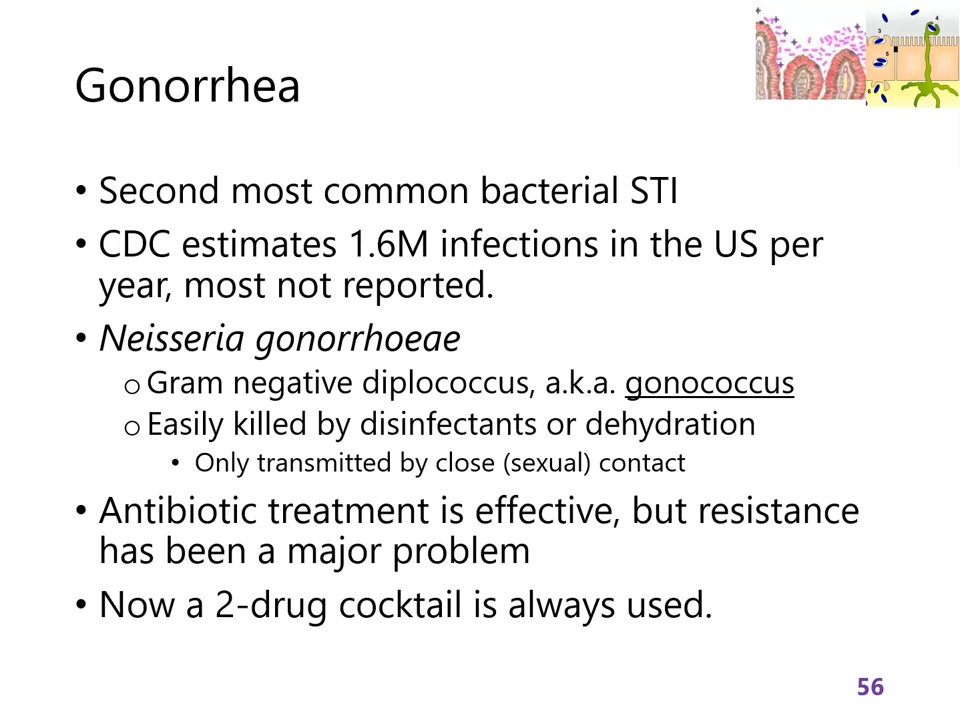 Gonorrhea
• Second most common bacterial STI
• CDC estimates 1.6M infections in the US per
year, most not reported.
• Neisseria gonorrhoeae
o Gram negative diplococcus, a.k.a. gonococcus
o Easily killed by disinfectants or dehydration
• Only transmitted by close (sexual) contact
• Antibiotic treatment is effective, but resistance
has been a major problem
• Now a 2-drug cocktail is always used.
56